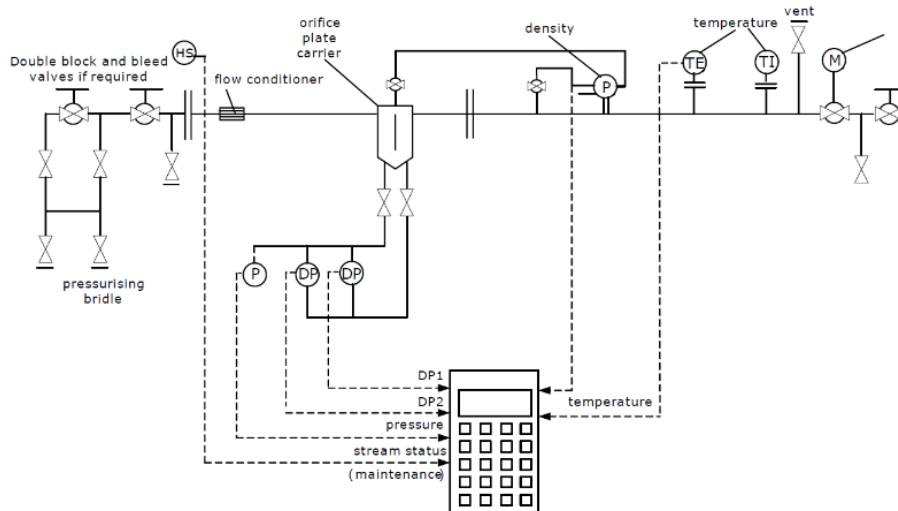 orifice
plate
carrier
density
temperature
vent
HS
Double block and bleed
valves if required
flow conditioner
P
TE
TI
M
pressurising
bridle
P
DP
DP
DP1
DP2
pressure
stream status
(maintenance)
temperature